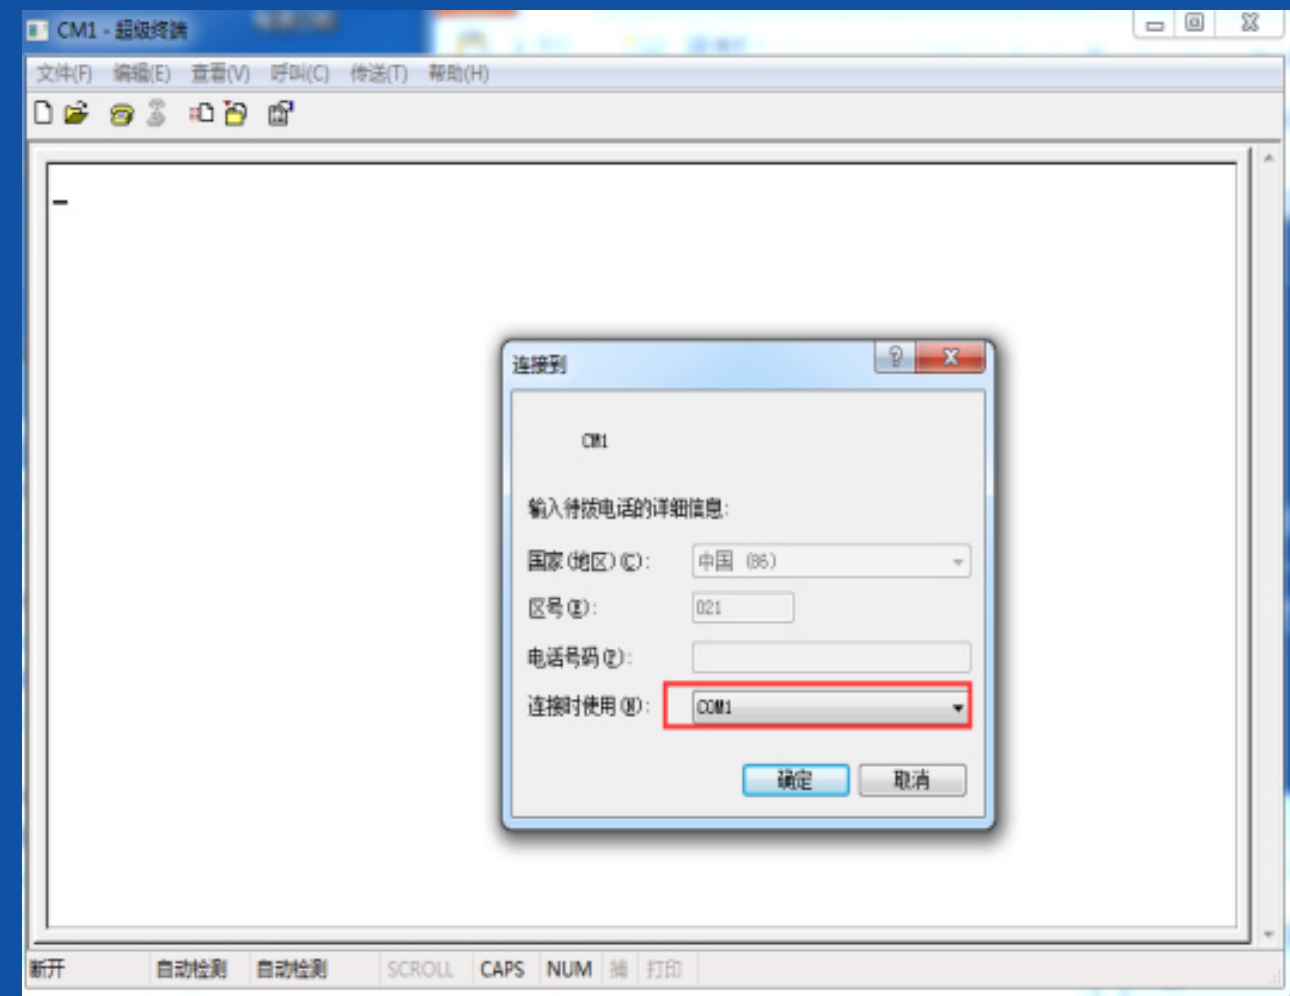 CM1 - 超级终端
文件(F) 编辑(E) 查看(V) 呼叫(C) 传送(T) 帮助(H)
连接到
CM1
输入待拨电话的详细信息:
国家(地区)(C): 中国 (86)
区号(E): 021
电话号码(P):
连接时使用(N): COM1
确定 取消
断开 自动检测 自动检测 SCROLL CAPS NUM 捕 打印